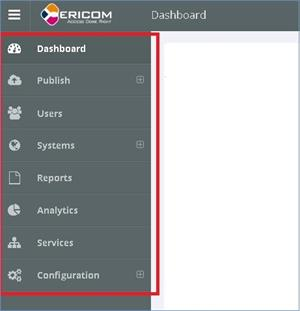 ERICOM
ACCESS DONE RIGHT
Dashboard
Dashboard
Publish
Users
Systems
Reports
Analytics
Services
Configuration